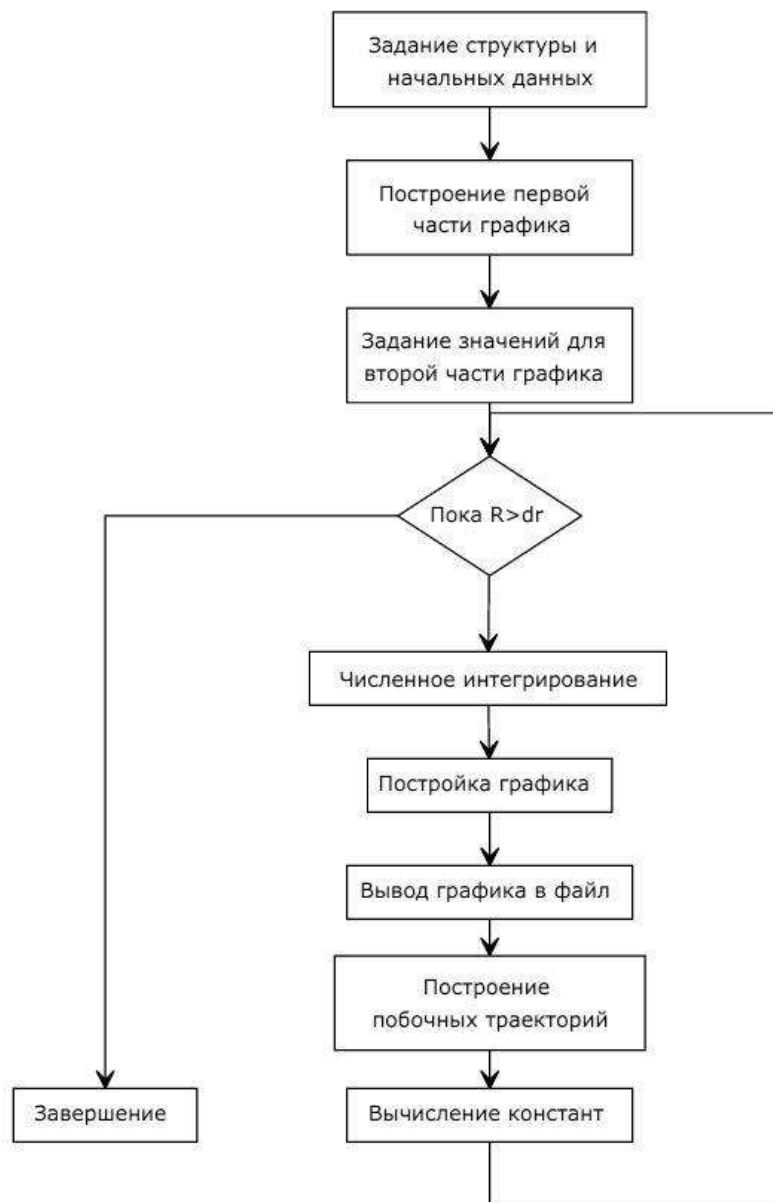 Задание структуры и
начальных данных
Построение первой
части графика
Задание значений для
второй части графика
Пока R>dr
Численное интегрирование
Постройка графика
Вывод графика в файл
Построение
побочных траекторий
Завершение
Вычисление констант